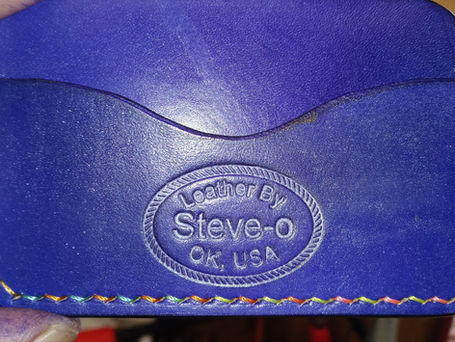 Leather By
Steve-o
OK, USA